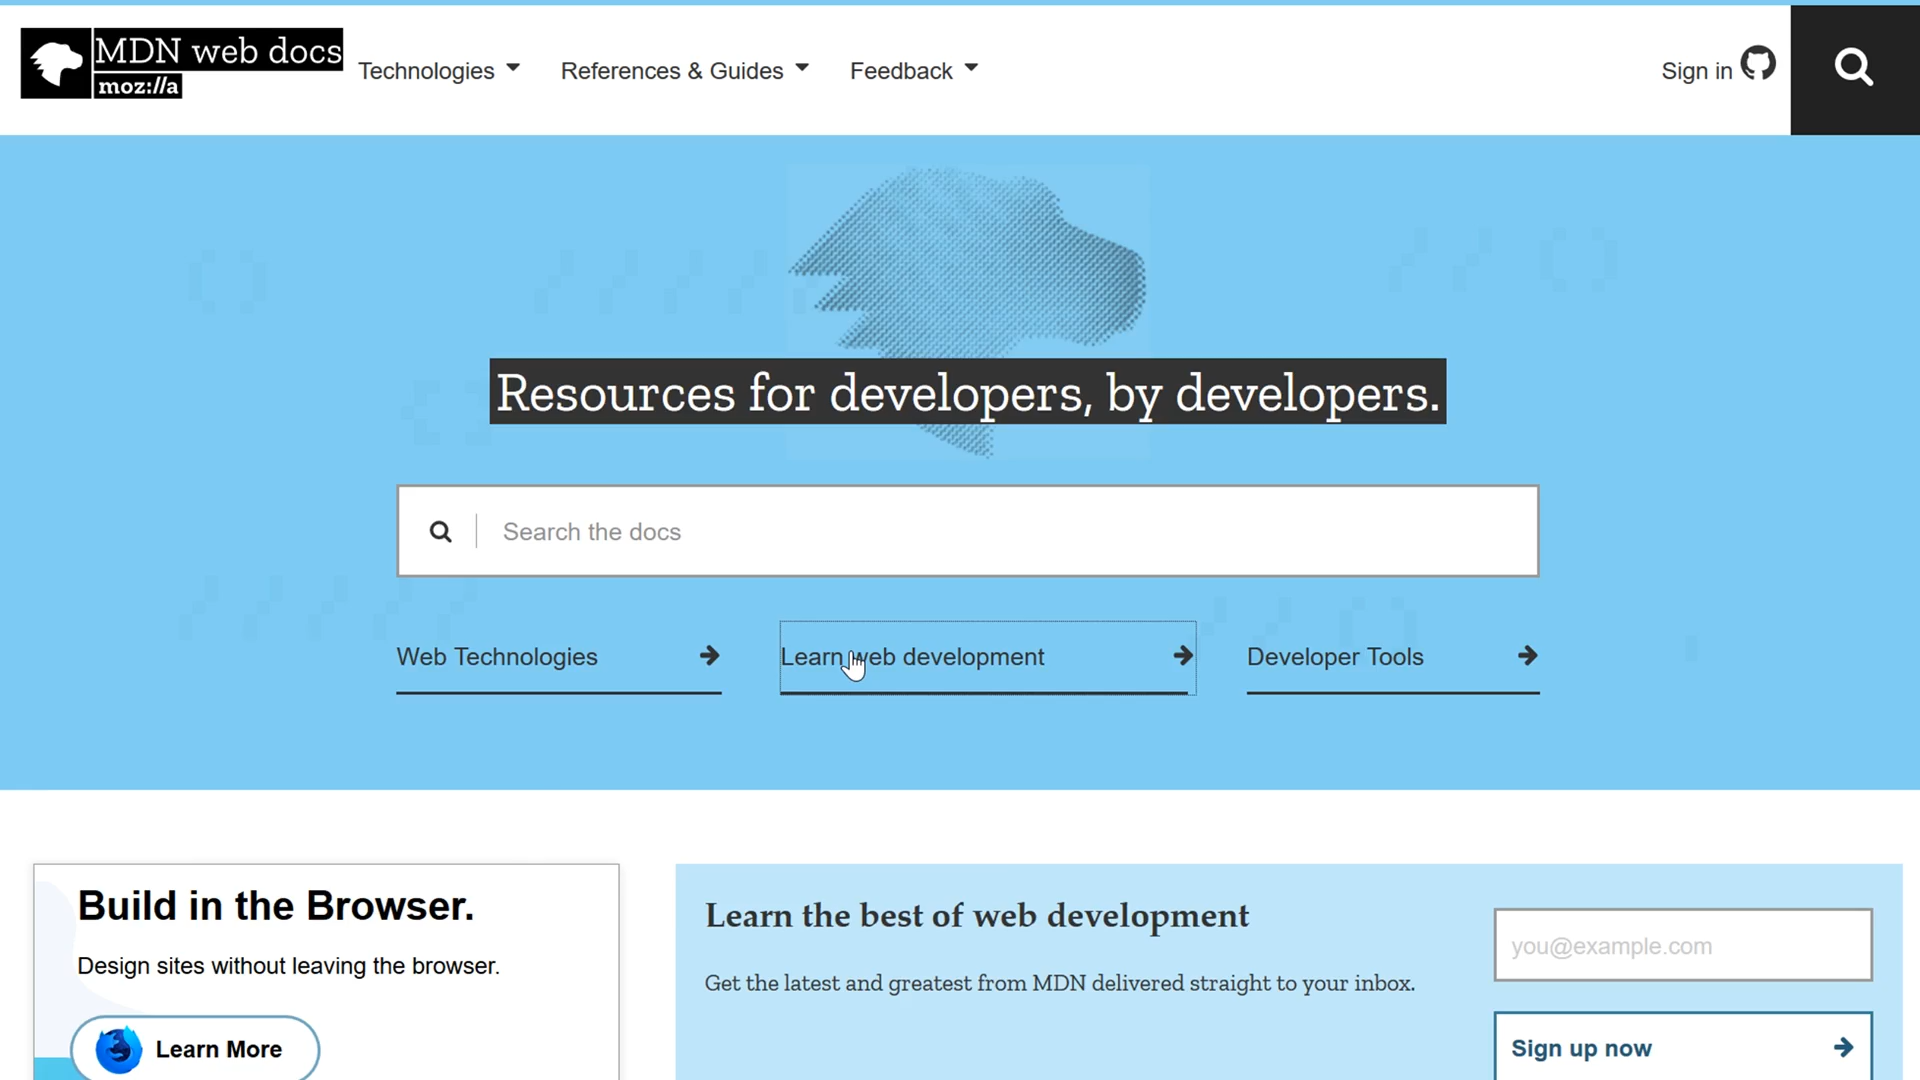 MDN web docs
moz://a
Technologies
References & Guides
Feedback
Sign in
Resources for developers, by developers.
Search the docs
Web Technologies
Learn web development
Developer Tools
Build in the Browser.
Design sites without leaving the browser.
Learn More
Learn the best of web development
Get the latest and greatest from MDN delivered straight to your inbox.
you@example.com
Sign up now